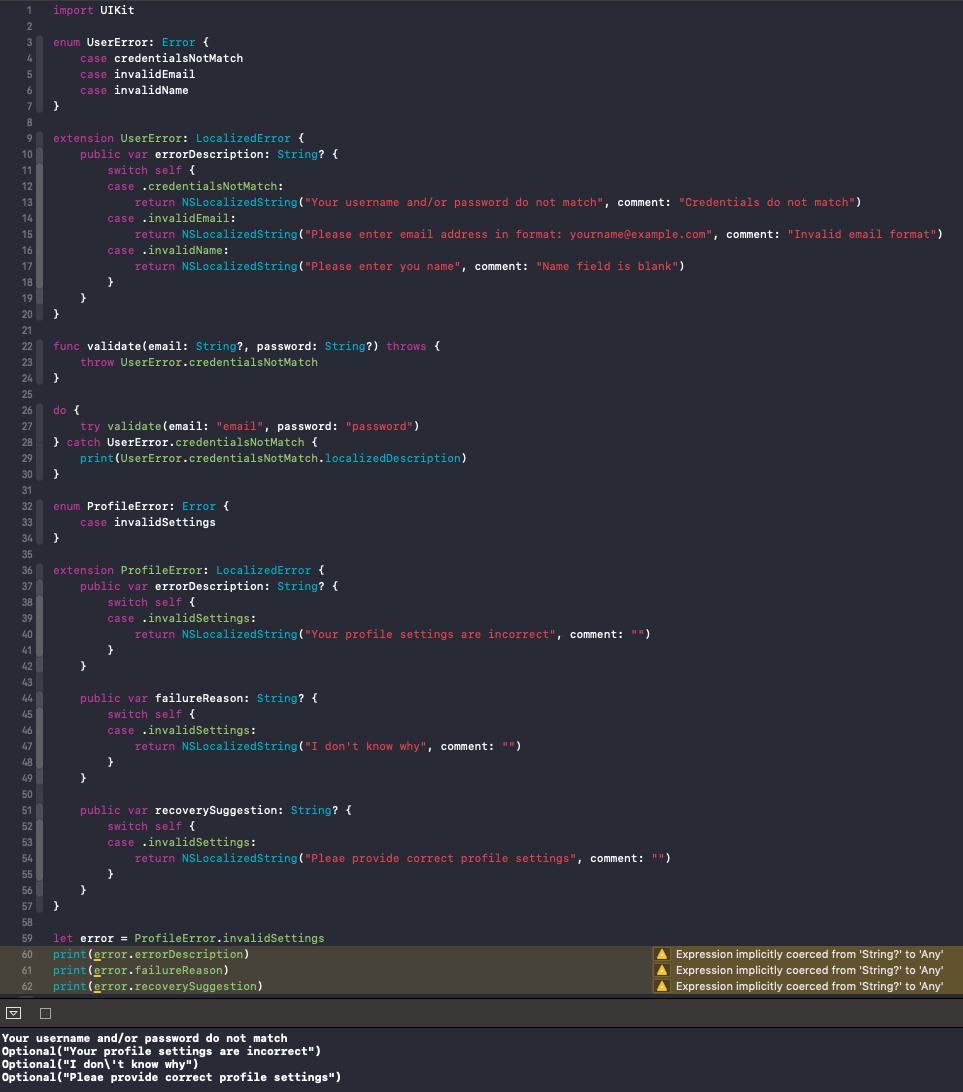 1 import UIKit
2
3 enum UserError: Error {
4     case credentialsNotMatch
5     case invalidEmail
6     case invalidName
7 }
8
9 extension UserError: LocalizedError {
10     public var errorDescription: String? {
11         switch self {
12         case .credentialsNotMatch:
13             return NSLocalizedString("Your username and/or password do not match", comment: "Credentials do not match")
14         case .invalidEmail:
15             return NSLocalizedString("Please enter email address in format: yourname@example.com", comment: "Invalid email format")
16         case .invalidName:
17             return NSLocalizedString("Please enter you name", comment: "Name field is blank")
18         }
19     }
20 }
21
22 func validate(email: String?, password: String?) throws {
23     throw UserError.credentialsNotMatch
24 }
25
26 do {
27     try validate(email: "email", password: "password")
28 } catch UserError.credentialsNotMatch {
29     print(UserError.credentialsNotMatch.localizedDescription)
30 }
31
32 enum ProfileError: Error {
33     case invalidSettings
34 }
35
36 extension ProfileError: LocalizedError {
37     public var errorDescription: String? {
38         switch self {
39         case .invalidSettings:
40             return NSLocalizedString("Your profile settings are incorrect", comment: "")
41         }
42     }
43
44     public var failureReason: String? {
45         switch self {
46         case .invalidSettings:
47             return NSLocalizedString("I don't know why", comment: "")
48         }
49     }
50
51     public var recoverySuggestion: String? {
52         switch self {
53         case .invalidSettings:
54             return NSLocalizedString("Pleae provide correct profile settings", comment: "")
55         }
56     }
57 }
58
59 let error = ProfileError.invalidSettings
60 print(error.errorDescription) Expression implicitly coerced from 'String?' to 'Any'
61 print(error.failureReason) Expression implicitly coerced from 'String?' to 'Any'
62 print(error.recoverySuggestion) Expression implicitly coerced from 'String?' to 'Any'
Your username and/or password do not match
Optional("Your profile settings are incorrect")
Optional("I don\'t know why")
Optional("Pleae provide correct profile settings")